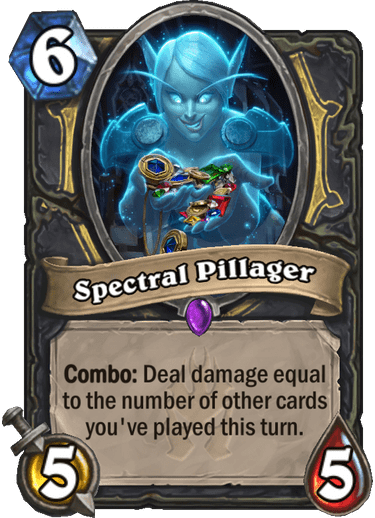 6
Spectral Pillager
Combo: Deal damage equal
to the number of other cards
you've played this turn.
5
5